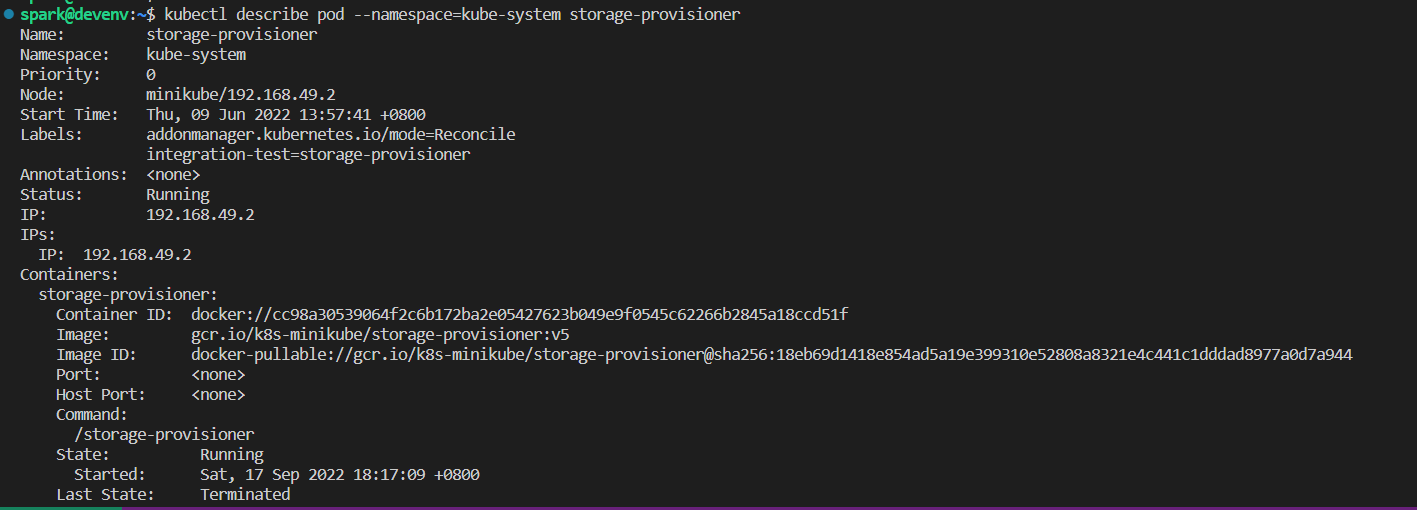 spark@devenv:~$ kubectl describe pod --namespace=kube-system storage-provisioner
Name:         storage-provisioner
Namespace:    kube-system
Priority:     0
Node:         minikube/192.168.49.2
Start Time:   Thu, 09 Jun 2022 13:57:41 +0800
Labels:       addonmanager.kubernetes.io/mode=Reconcile
              integration-test=storage-provisioner
Annotations:  <none>
Status:       Running
IP:           192.168.49.2
IPs:
  IP:  192.168.49.2
Containers:
  storage-provisioner:
    Container ID:  docker://cc98a30539064f2c6b172ba2e05427623b049e9f0545c62266b2845a18ccd51f
    Image:         gcr.io/k8s-minikube/storage-provisioner:v5
    Image ID:      docker-pullable://gcr.io/k8s-minikube/storage-provisioner@sha256:18eb69d1418e854ad5a19e399310e52808a8321e4c441c1dddad8977a0d7a944
    Port:          <none>
    Host Port:     <none>
    Command:
      /storage-provisioner
    State:          Running
      Started:      Sat, 17 Sep 2022 18:17:09 +0800
    Last State:     Terminated